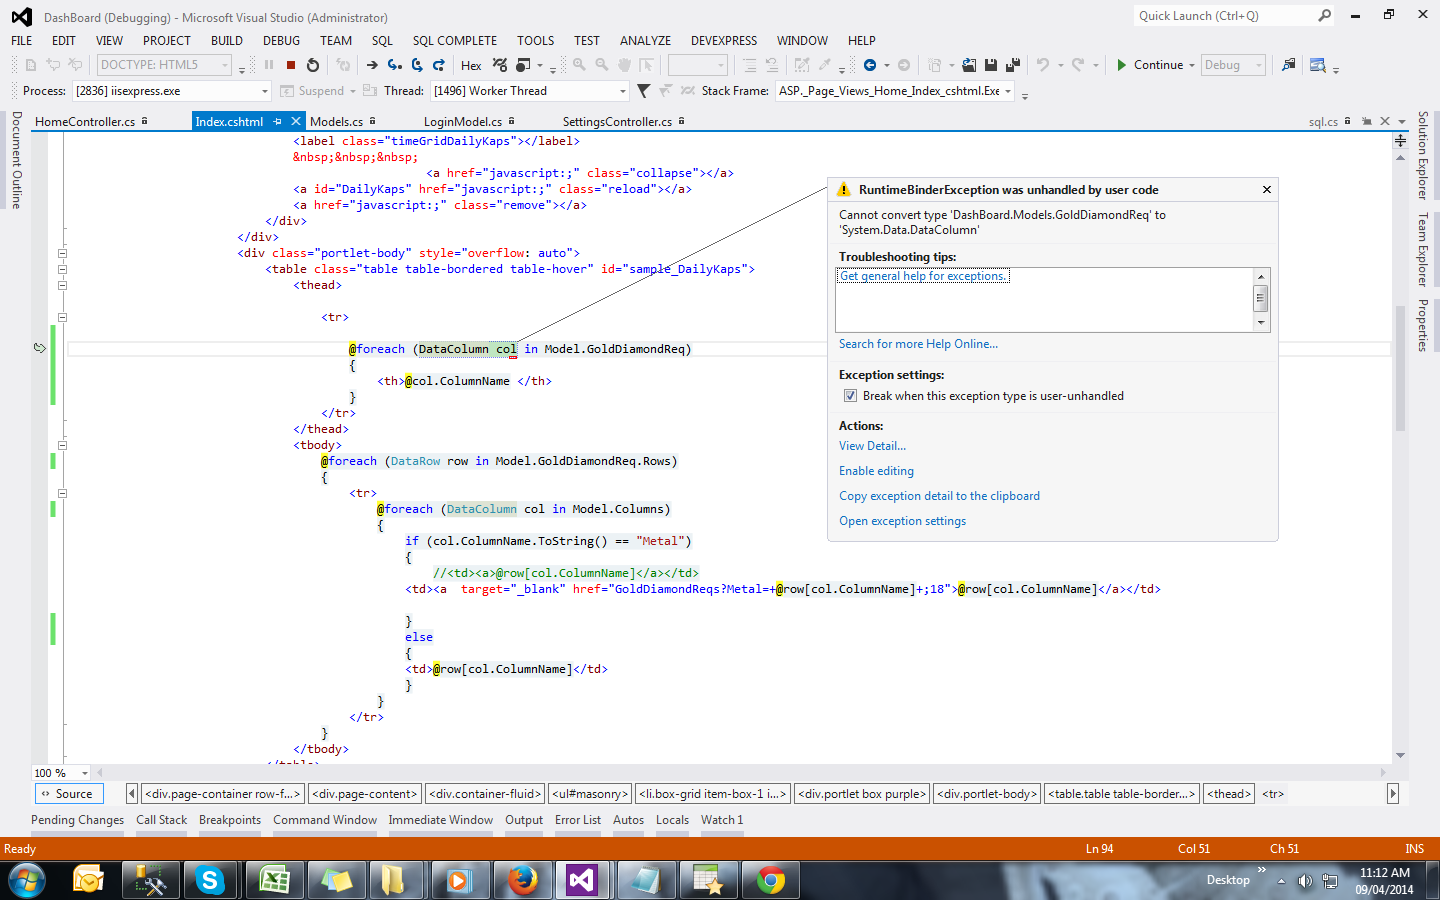 DashBoard (Debugging) - Microsoft Visual Studio (Administrator)
Quick Launch (Ctrl+Q)
FILE EDIT VIEW PROJECT BUILD DEBUG TEAM SQL SQL COMPLETE TOOLS TEST ANALYZE DEVEXPRESS WINDOW HELP
DOCTYPE: HTML5 Hex Continue Debug
Process: [2836] iisexpress.exe Suspend Thread: [1496] Worker Thread Stack Frame: ASP._Page_Views_Home_Index_cshtml.Exe
HomeController.cs Index.cshtml Models.cs LoginModel.cs SettingsController.cs sql.cs
Document Outline
Solution Explorer
Team Explorer
Properties
<label class="timeGridDailyKaps"></label>
&nbsp;&nbsp;&nbsp;
<a href="javascript:;" class="collapse"></a>
<a id="DailyKaps" href="javascript:;" class="reload"></a>
<a href="javascript:;" class="remove"></a>
</div>
</div>
<div class="portlet-body" style="overflow: auto">
<table class="table table-bordered table-hover" id="sample_DailyKaps">
<thead>
<tr>
@foreach (DataColumn col in Model.GoldDiamondReq)
{
<th>@col.ColumnName </th>
}
</tr>
</thead>
<tbody>
@foreach (DataRow row in Model.GoldDiamondReq.Rows)
{
<tr>
@foreach (DataColumn col in Model.Columns)
{
if (col.ColumnName.ToString() == "Metal")
{
//<td><a>@row[col.ColumnName]</a></td>
<td><a  target="_blank" href="GoldDiamondReqs?Metal=+@row[col.ColumnName]+;18">@row[col.ColumnName]</a></td>
}
else
{
<td>@row[col.ColumnName]</td>
}
}
</tr>
}
</tbody>
RuntimeBinderException was unhandled by user code
Cannot convert type 'DashBoard.Models.GoldDiamondReq' to
'System.Data.DataColumn'
Troubleshooting tips:
Get general help for exceptions.
Search for more Help Online...
Exception settings:
Break when this exception type is user-unhandled
Actions:
View Detail...
Enable editing
Copy exception detail to the clipboard
Open exception settings
100 %
Source <div.page-container row-f...> <div.page-content> <div.container-fluid> <ul#masonry> <li.box-grid item-box-1 i...> <div.portlet box purple> <div.portlet-body> <table.table table-border...> <thead> <tr>
Pending Changes Call Stack Breakpoints Command Window Immediate Window Output Error List Autos Locals Watch 1
Ready Ln 94 Col 51 Ch 51 INS
Desktop
11:12 AM
09/04/2014